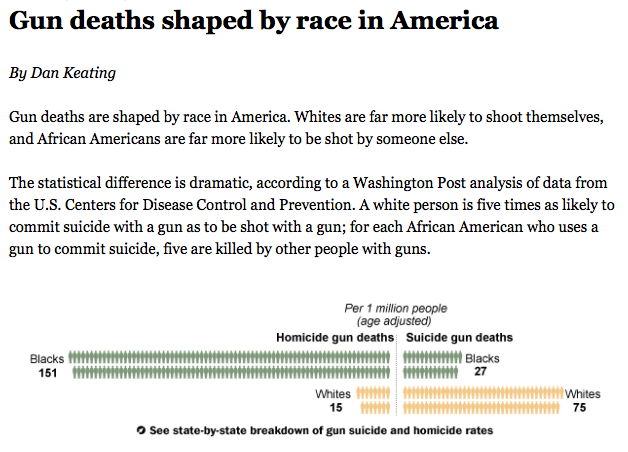 Gun deaths shaped by race in America
By Dan Keating
Gun deaths are shaped by race in America. Whites are far more likely to shoot themselves,
and African Americans are far more likely to be shot by someone else.
The statistical difference is dramatic, according to a Washington Post analysis of data from
the U.S. Centers for Disease Control and Prevention. A white person is five times as likely to
commit suicide with a gun as to be shot with a gun; for each African American who uses a
gun to commit suicide, five are killed by other people with guns.
Per 1 million people
(age adjusted)
Homicide gun deaths Suicide gun deaths
Blacks Blacks
151 27
Whites Whites
15 75
See state-by-state breakdown of gun suicide and homicide rates